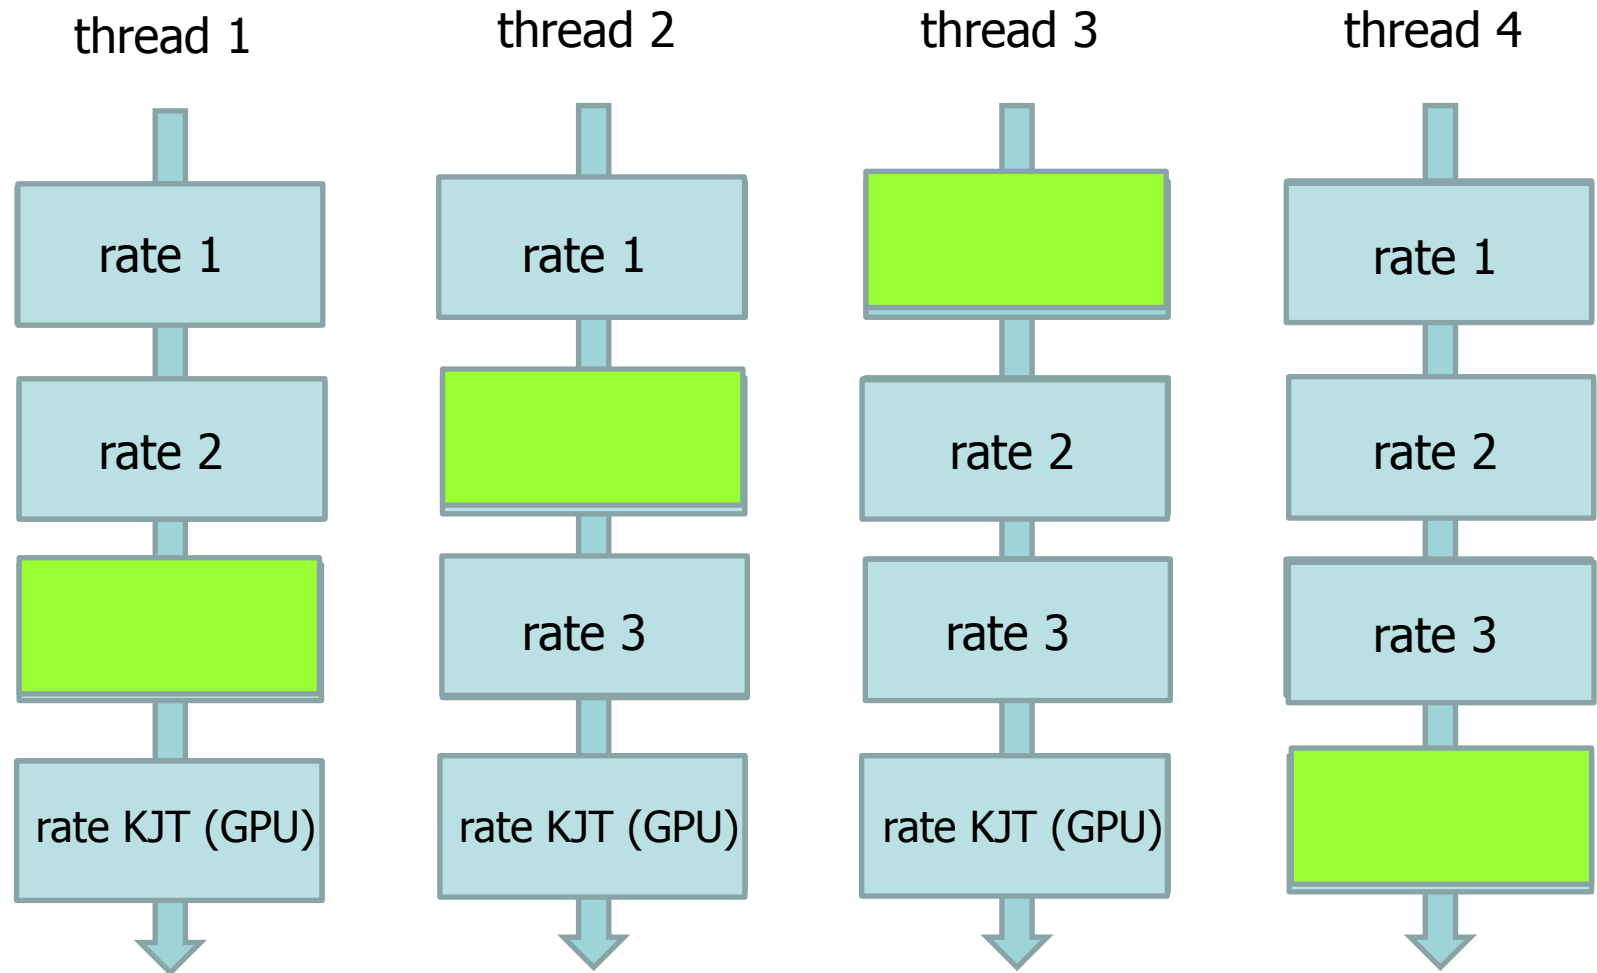 thread 1
thread 2
thread 3
thread 4
rate 1
rate 1
rate 1
rate 2
rate 2
rate 2
rate 3
rate 3
rate 3
rate KJT (GPU)
rate KJT (GPU)
rate KJT (GPU)